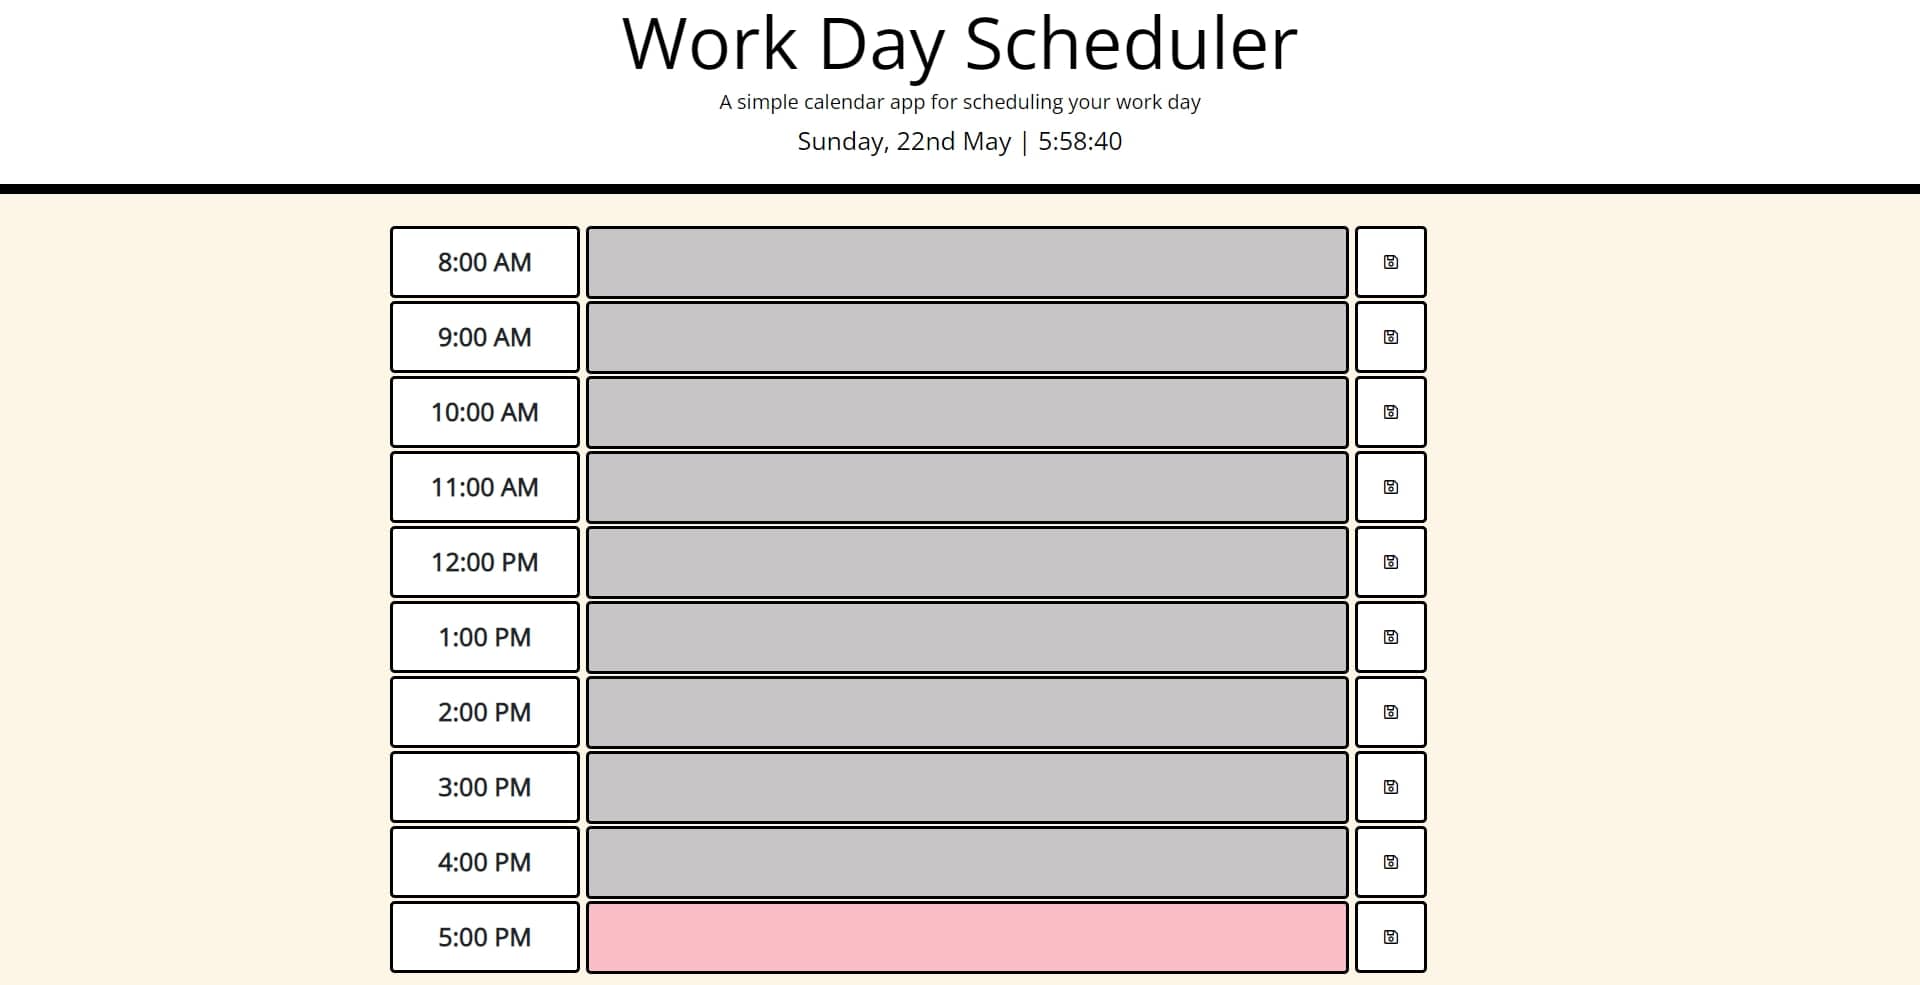 Work Day Scheduler
A simple calendar app for scheduling your work day
Sunday, 22nd May | 5:58:40
8:00 AM
9:00 AM
10:00 AM
11:00 AM
12:00 PM
1:00 PM
2:00 PM
3:00 PM
4:00 PM
5:00 PM